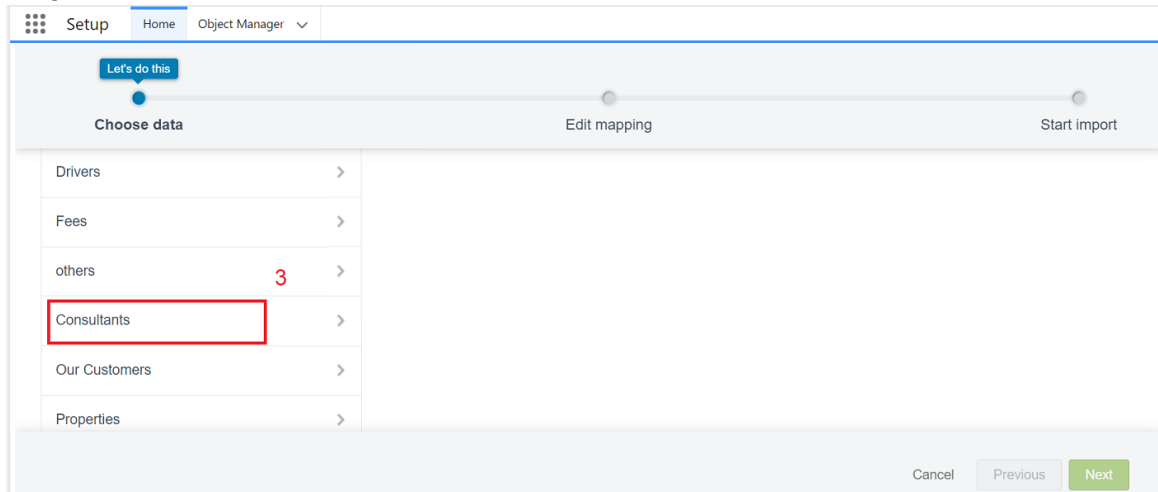 Setup Home Object Manager
Let's do this
Choose data Edit mapping Start import
Drivers
Fees
others
3
Consultants
Our Customers
Properties
Cancel Previous Next